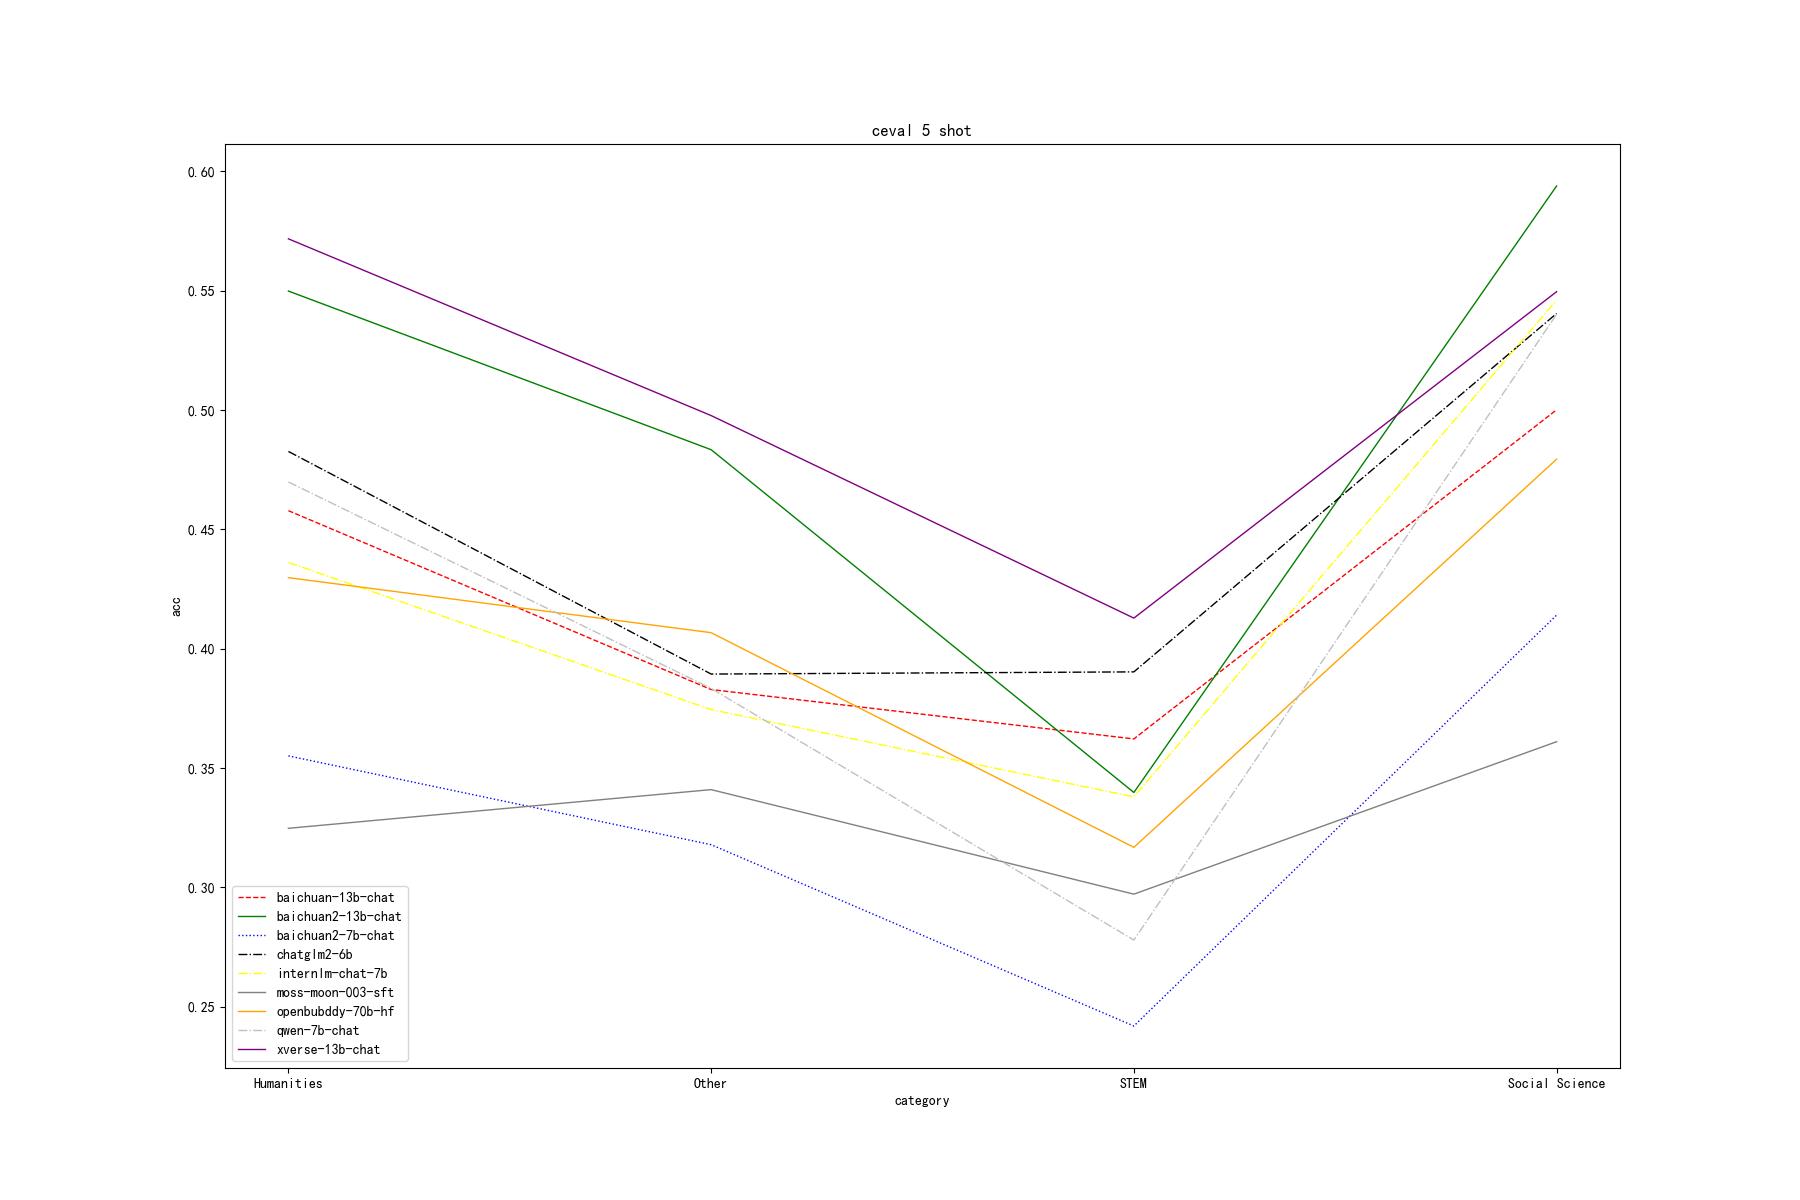 ceval 5 shot
0.60
0.55
0.50
0.45
0.40
0.35
0.30
0.25
acc
baichuan-13b-chat
baichuan2-13b-chat
baichuan2-7b-chat
chatglm2-6b
internlm-chat-7b
moss-moon-003-sft
openbubddy-70b-hf
qwen-7b-chat
xverse-13b-chat
Humanities Other STEM Social Science
category